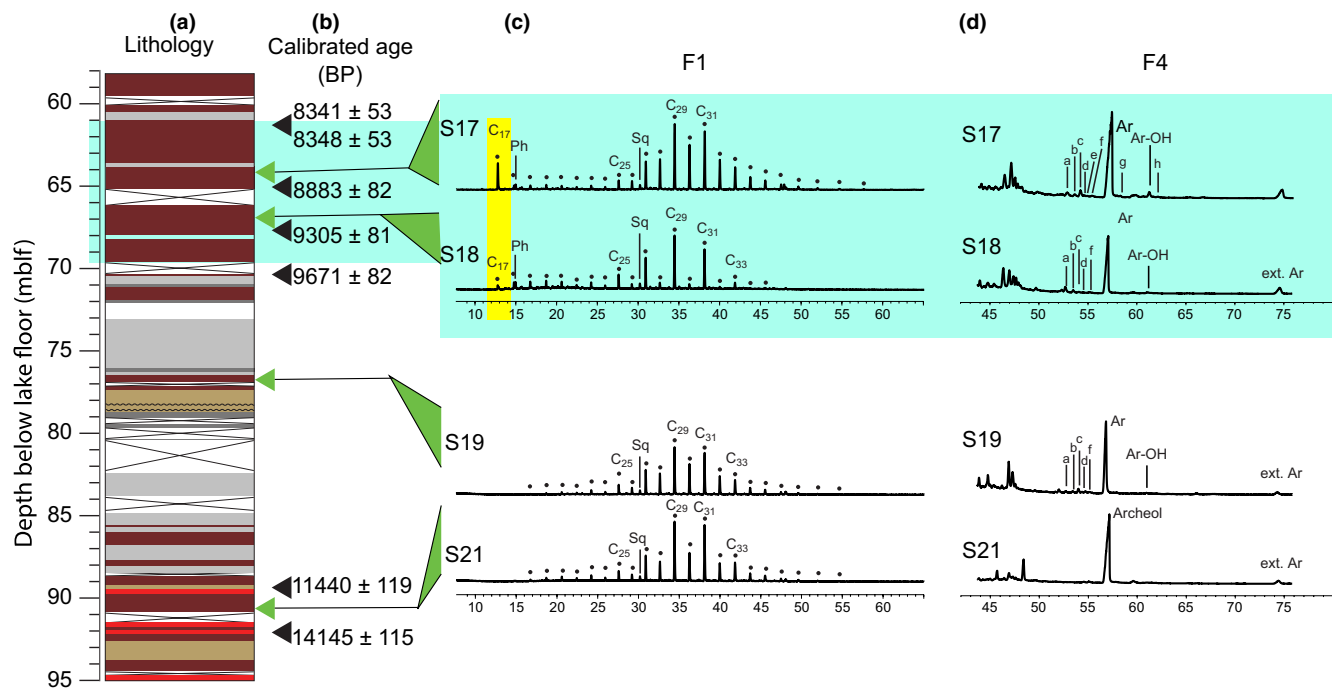 (a)
Lithology
(b)
Calibrated age
(BP)
(c)
F1
(d)
F4
Depth below lake floor (mblf)
60
65
70
75
80
85
90
95
8341 ± 53
8348 ± 53
8883 ± 82
9305 ± 81
9671 ± 82
11440 ± 119
14145 ± 115
S17
C17
Ph
C25
Sq
C29
C31
S18
C17
Ph
C25
Sq
C29
C31
C33
10 15 20 25 30 35 40 45 50 55 60
S19
C25
Sq
C29
C31
C33
S21
C25
Sq
C29
C31
C33
10 15 20 25 30 35 40 45 50 55 60
S17
a b c d e f
Ar
g
Ar-OH
h
S18
a b c d f
Ar
Ar-OH
ext. Ar
45 50 55 60 65 70 75
S19
a b c d f
Ar
Ar-OH
ext. Ar
S21
Archeol
ext. Ar
45 50 55 60 65 70 75